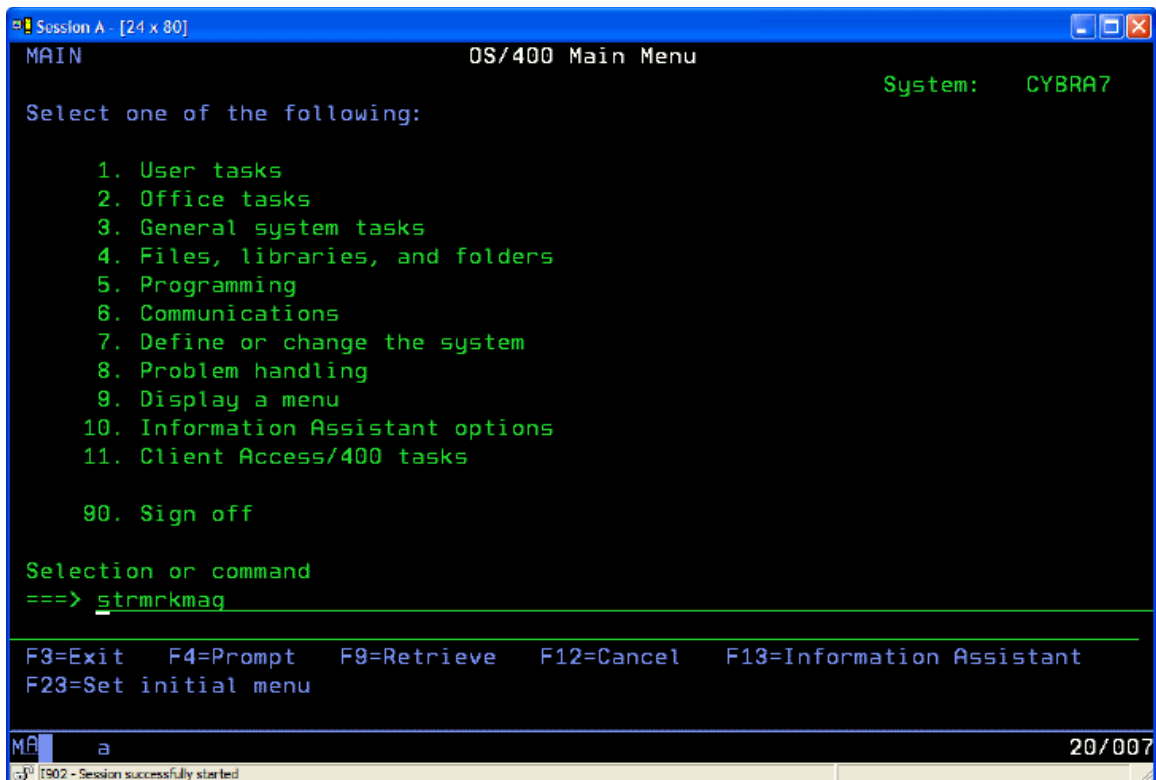 Session A - [24 x 80]
MAIN                                 OS/400 Main Menu
System:    CYBRA7
Select one of the following:
1. User tasks
2. Office tasks
3. General system tasks
4. Files, libraries, and folders
5. Programming
6. Communications
7. Define or change the system
8. Problem handling
9. Display a menu
10. Information Assistant options
11. Client Access/400 tasks
90. Sign off
Selection or command
===> strmrkmag
F3=Exit   F4=Prompt   F9=Retrieve   F12=Cancel   F13=Information Assistant
F23=Set initial menu
MA    a    20/007
I902 - Session successfully started